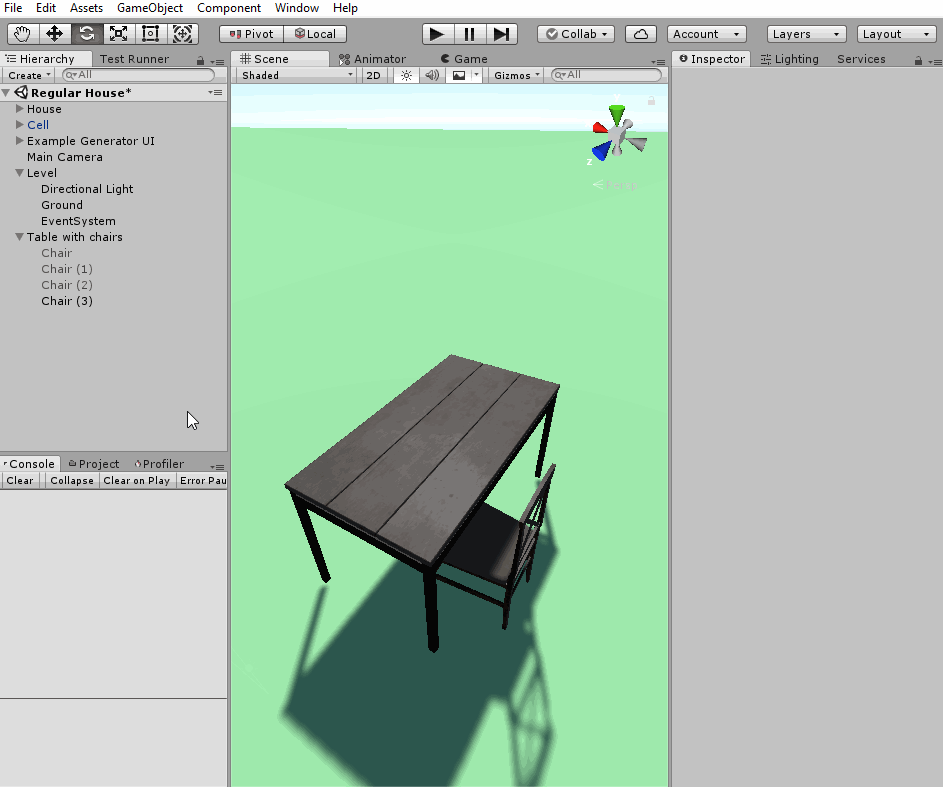 File Edit Assets GameObject Component Window Help
Pivot Local Collab Account Layers Layout
Hierarchy Test Runner Scene Animator Game Inspector Lighting Services
Create All Shaded 2D Gizmos All
Regular House*
House
Cell
Example Generator UI
Main Camera
Level
Directional Light
Ground
EventSystem
Table with chairs
Chair
Chair (1)
Chair (2)
Chair (3)
z
Console Project Profiler
Clear Collapse Clear on Play Error Pau